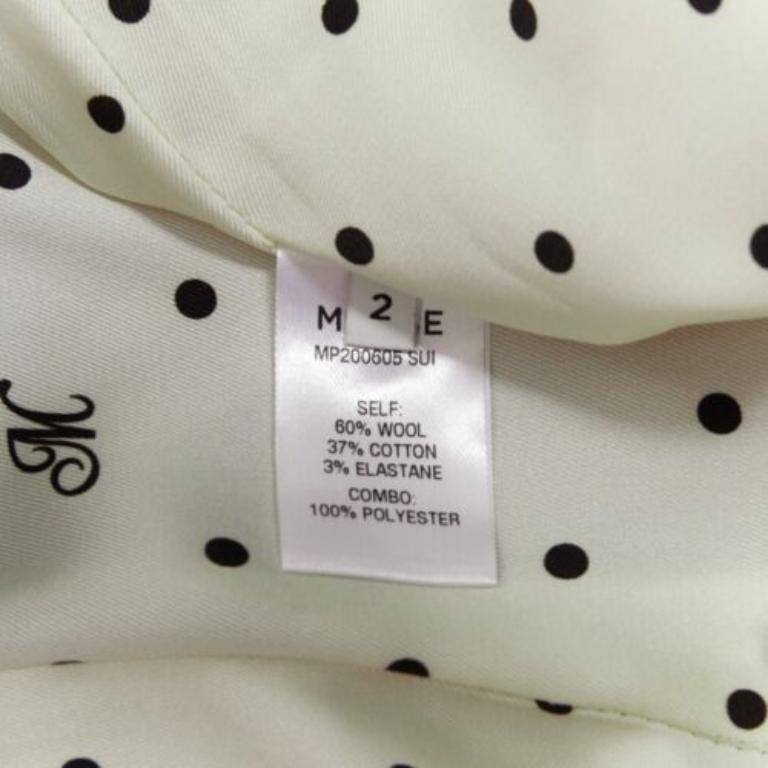 M
2
M E
MP200605 SUI
SELF:
60% WOOL
37% COTTON
3% ELASTANE
COMBO:
100% POLYESTER